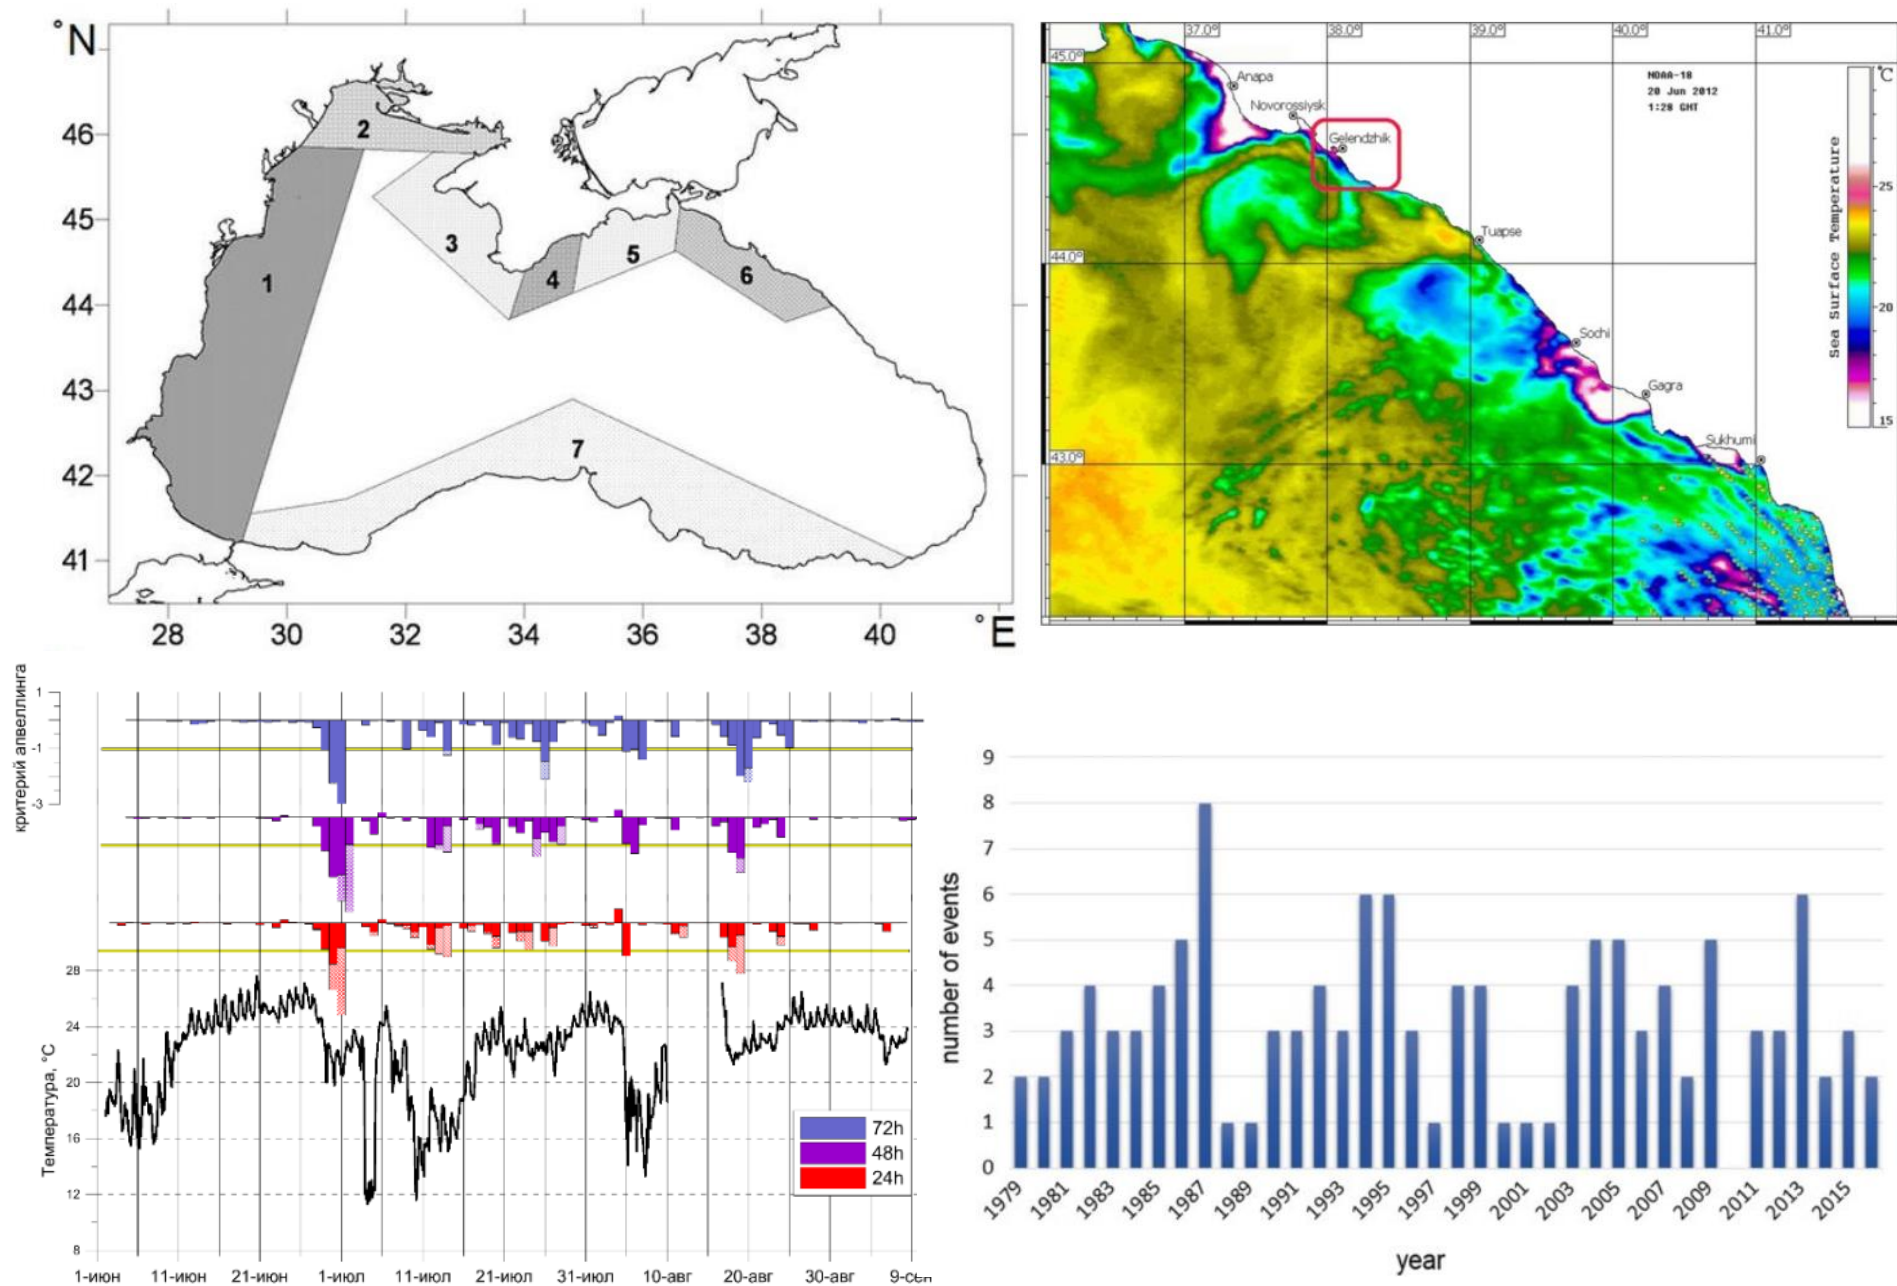 °N
46
45
44
43
42
41
1
2
3
4
5
6
7
28 30 32 34 36 38 40 °E
37.0° 38.0° 39.0° 40.0° 41.0°
45.0°
44.0°
43.0°
Anapa
Novorossiysk
Gelendzhik
Tuapse
Sochi
Gagra
Sukhumi
NOAA-18
20 Jun 2012
1:28 GMT
°C
25
20
15
Sea Surface Temperature
критерий апвеллинга
1
-1
-3
Температура, °C
28
24
20
16
12
8
72h
48h
24h
1-июн 11-июн 21-июн 1-июл 11-июл 21-июл 31-июл 10-авг 20-авг 30-авг 9-сен
number of events
9
8
7
6
5
4
3
2
1
0
1979 1981 1983 1985 1987 1989 1991 1993 1995 1997 1999 2001 2003 2005 2007 2009 2011 2013 2015
year